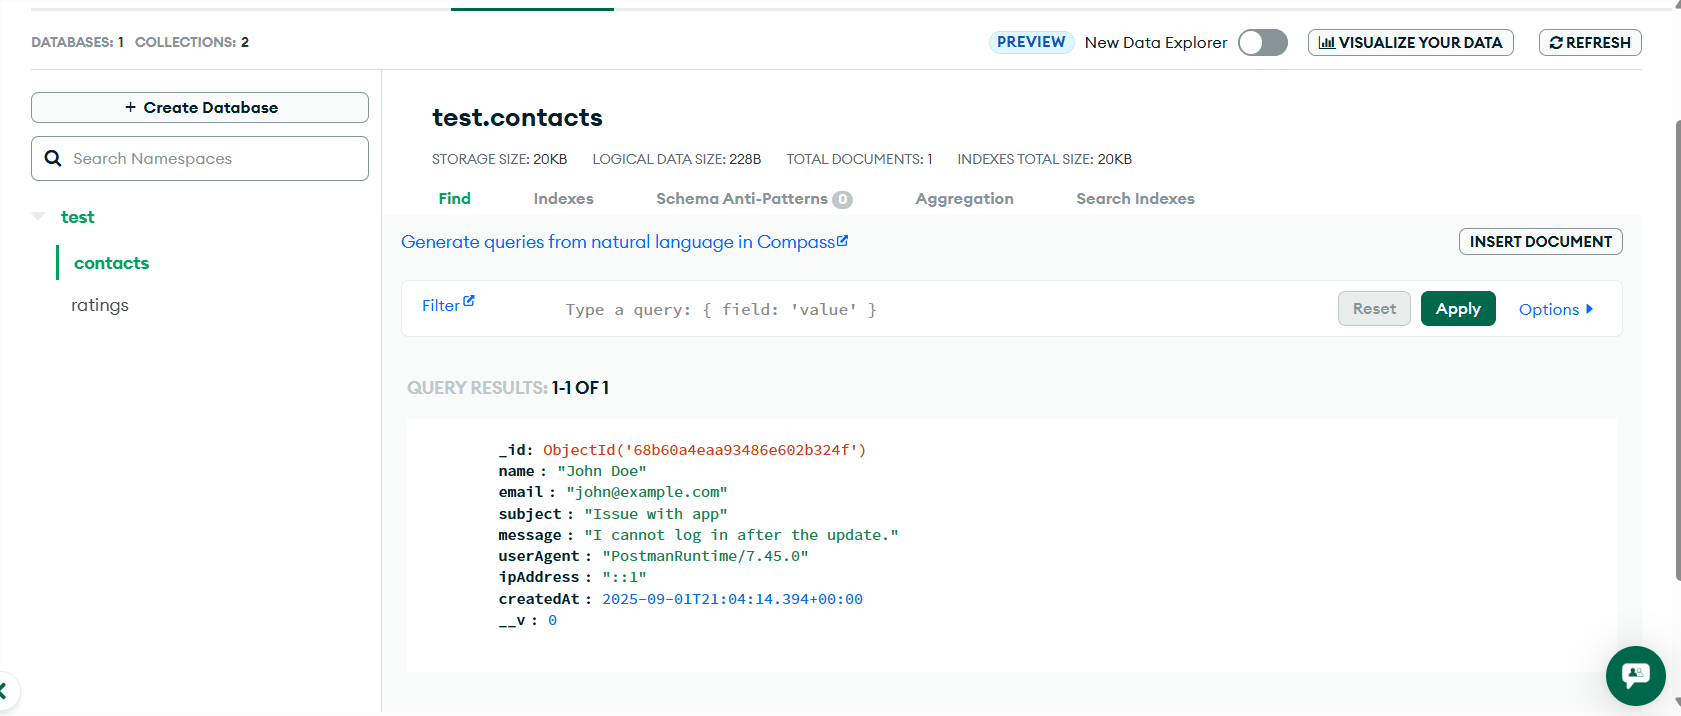 DATABASES: 1 COLLECTIONS: 2
PREVIEW New Data Explorer VISUALIZE YOUR DATA REFRESH
+ Create Database
Search Namespaces
test
contacts
ratings
test.contacts
STORAGE SIZE: 20KB LOGICAL DATA SIZE: 228B TOTAL DOCUMENTS: 1 INDEXES TOTAL SIZE: 20KB
Find Indexes Schema Anti-Patterns 0 Aggregation Search Indexes
Generate queries from natural language in Compass
INSERT DOCUMENT
Filter Type a query: { field: 'value' } Reset Apply Options
QUERY RESULTS: 1-1 OF 1
_id: ObjectId('68b60a4eaa93486e602b324f')
name : "John Doe"
email : "john@example.com"
subject : "Issue with app"
message : "I cannot log in after the update."
userAgent : "PostmanRuntime/7.45.0"
ipAddress : "::1"
createdAt : 2025-09-01T21:04:14.394+00:00
__v : 0